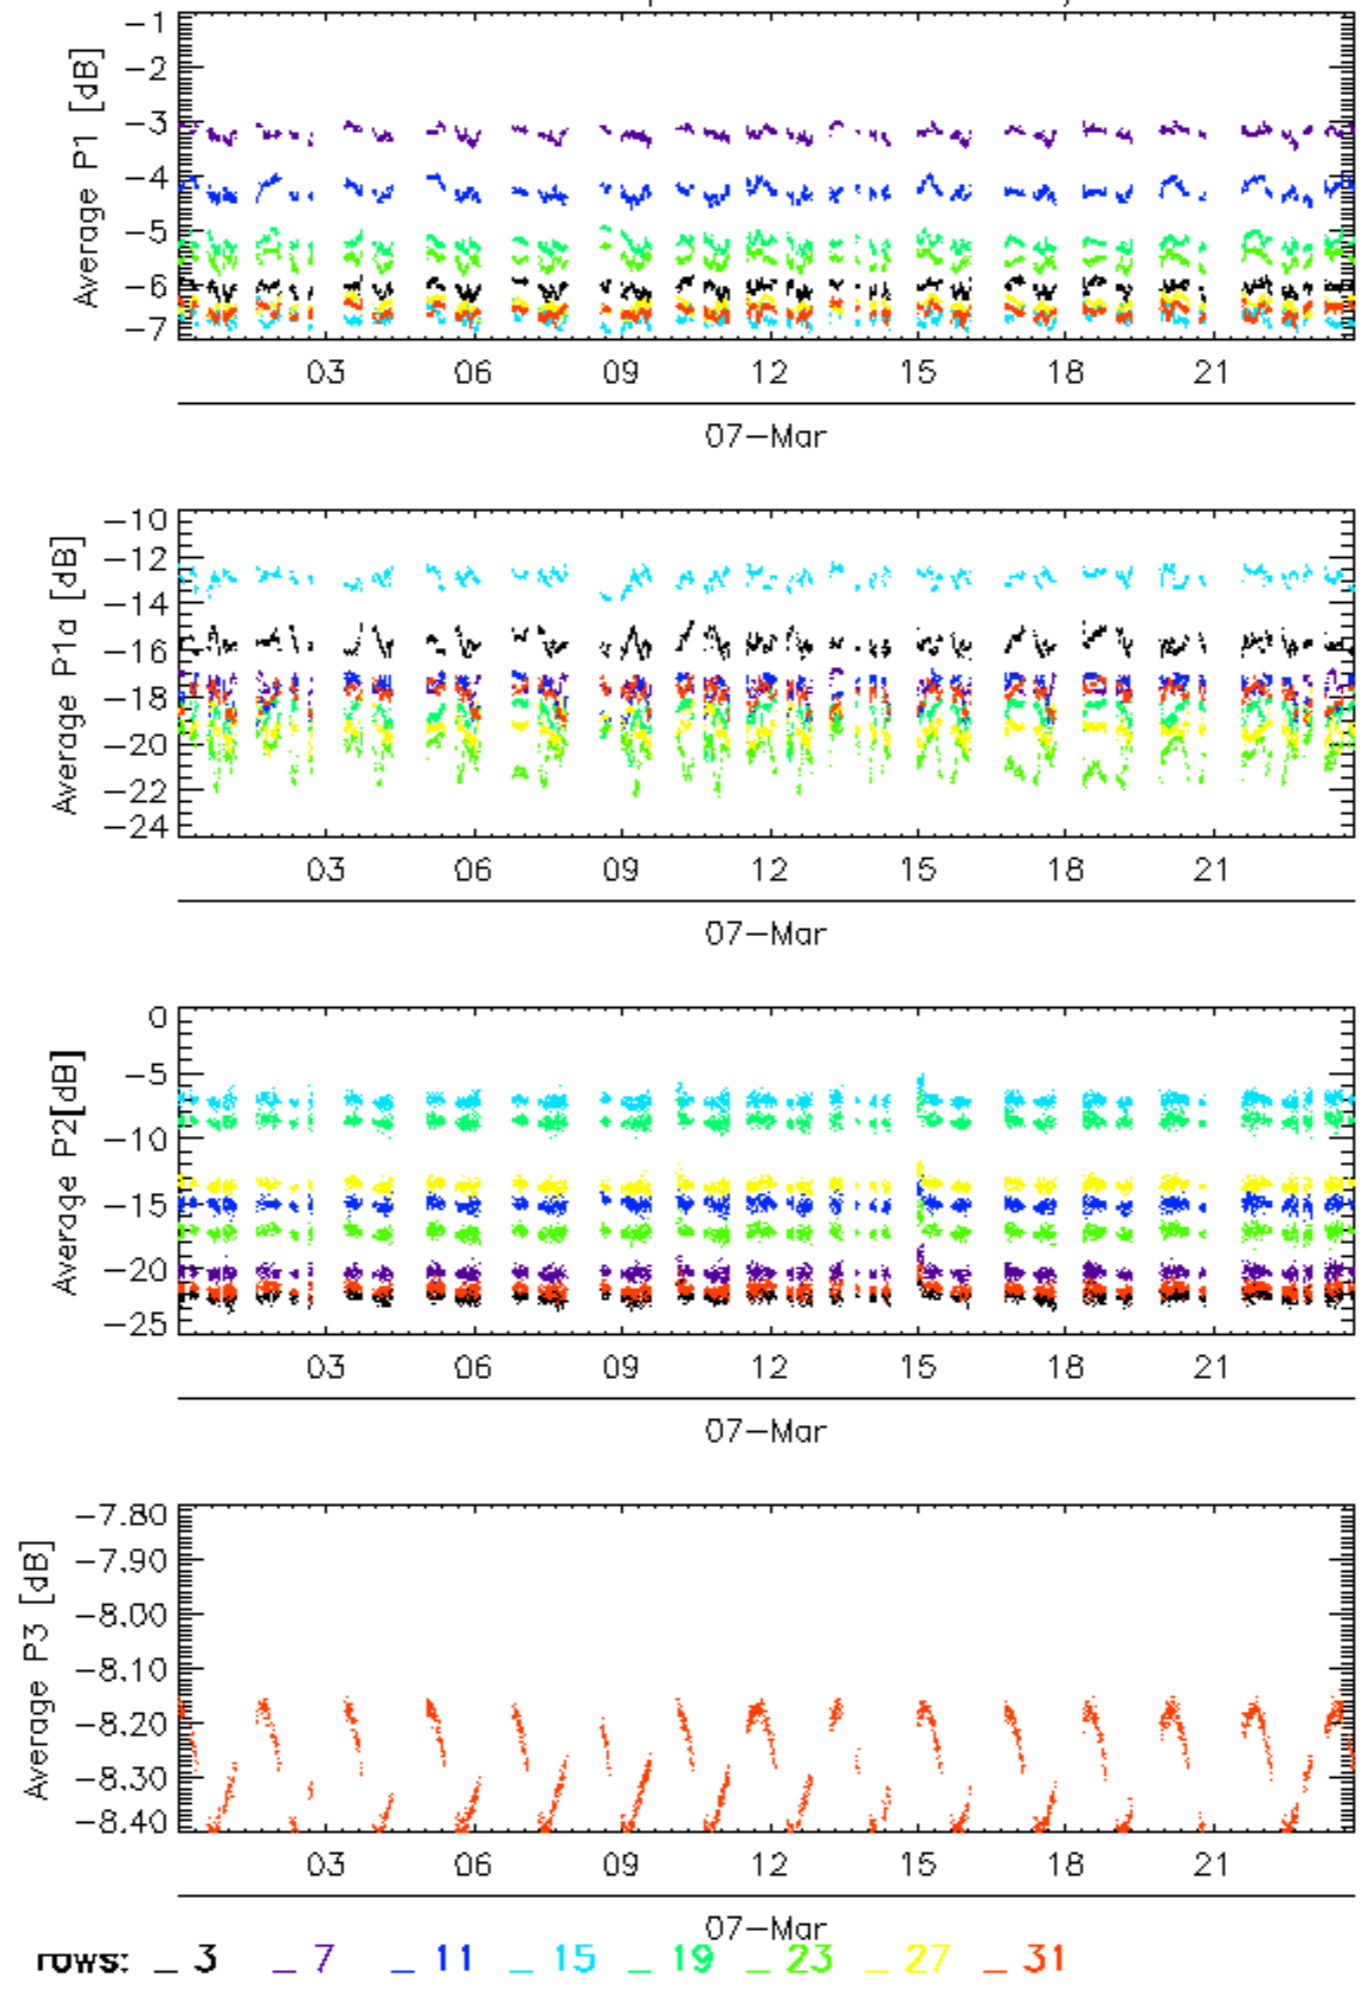 Average P1 [dB]
-1
-2
-3
-4
-5
-6
-7
03 06 09 12 15 18 21
07-Mar
Average P1a [dB]
-10
-12
-14
-16
-18
-20
-22
-24
03 06 09 12 15 18 21
07-Mar
Average P2[dB]
0
-5
-10
-15
-20
-25
03 06 09 12 15 18 21
07-Mar
Average P3 [dB]
-7.80
-7.90
-8.00
-8.10
-8.20
-8.30
-8.40
03 06 09 12 15 18 21
07-Mar
rows: _ 3 _ 7 _ 11 _ 15 _ 19 _ 23 _ 27 _ 31